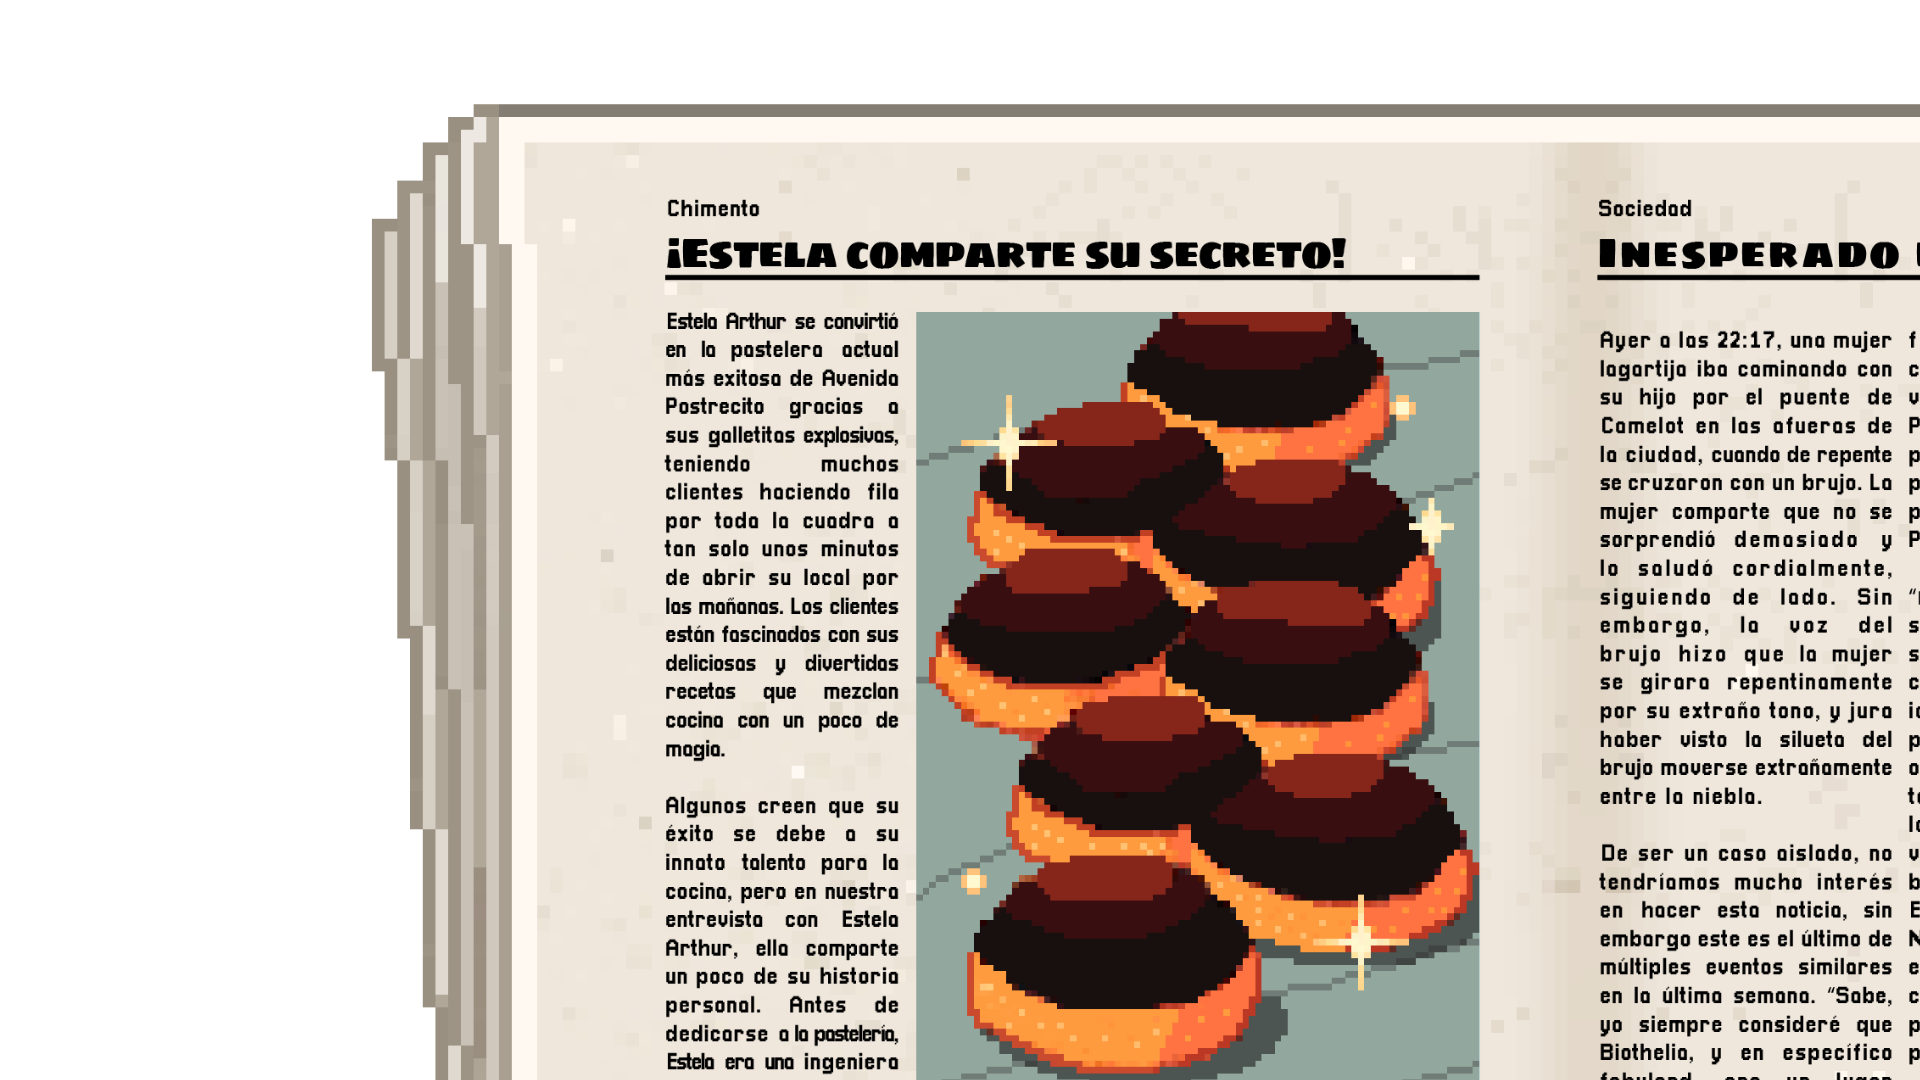 Chimento
¡Estela comparte su secreto!
Estela Arthur se convirtió
en la pastelera actual
más exitosa de Avenida
Postrecito gracias a
sus galletitas explosivas,
teniendo muchos
clientes haciendo fila
por toda la cuadra a
tan solo unos minutos
de abrir su local por
las mañanas. Los clientes
están fascinados con sus
deliciosas y divertidas
recetas que mezclan
cocina con un poco de
magia.
Algunos creen que su
éxito se debe a su
innato talento para la
cocina, pero en nuestra
entrevista con Estela
Arthur, ella comparte
un poco de su historia
personal. Antes de
dedicarse a la pastelería,
Estela era una ingeniera
Sociedad
Inesperado
Ayer a las 22:17, una mujer
lagartija iba caminando con
su hijo por el puente de
Camelot en las afueras de
la ciudad, cuando de repente
se cruzaron con un brujo. La
mujer comparte que no se
sorprendió demasiado y
lo saludó cordialmente,
siguiendo de lado. Sin
embargo, la voz del
brujo hizo que la mujer
se girara repentinamente
por su extraño tono, y jura
haber visto la silueta del
brujo moverse extrañamente
entre la niebla.
De ser un caso aislado, no
tendríamos mucho interés
en hacer esta noticia, sin
embargo este es el último de
múltiples eventos similares
en la última semana. “Sabe,
yo siempre consideré que
Biothelia, y en específico